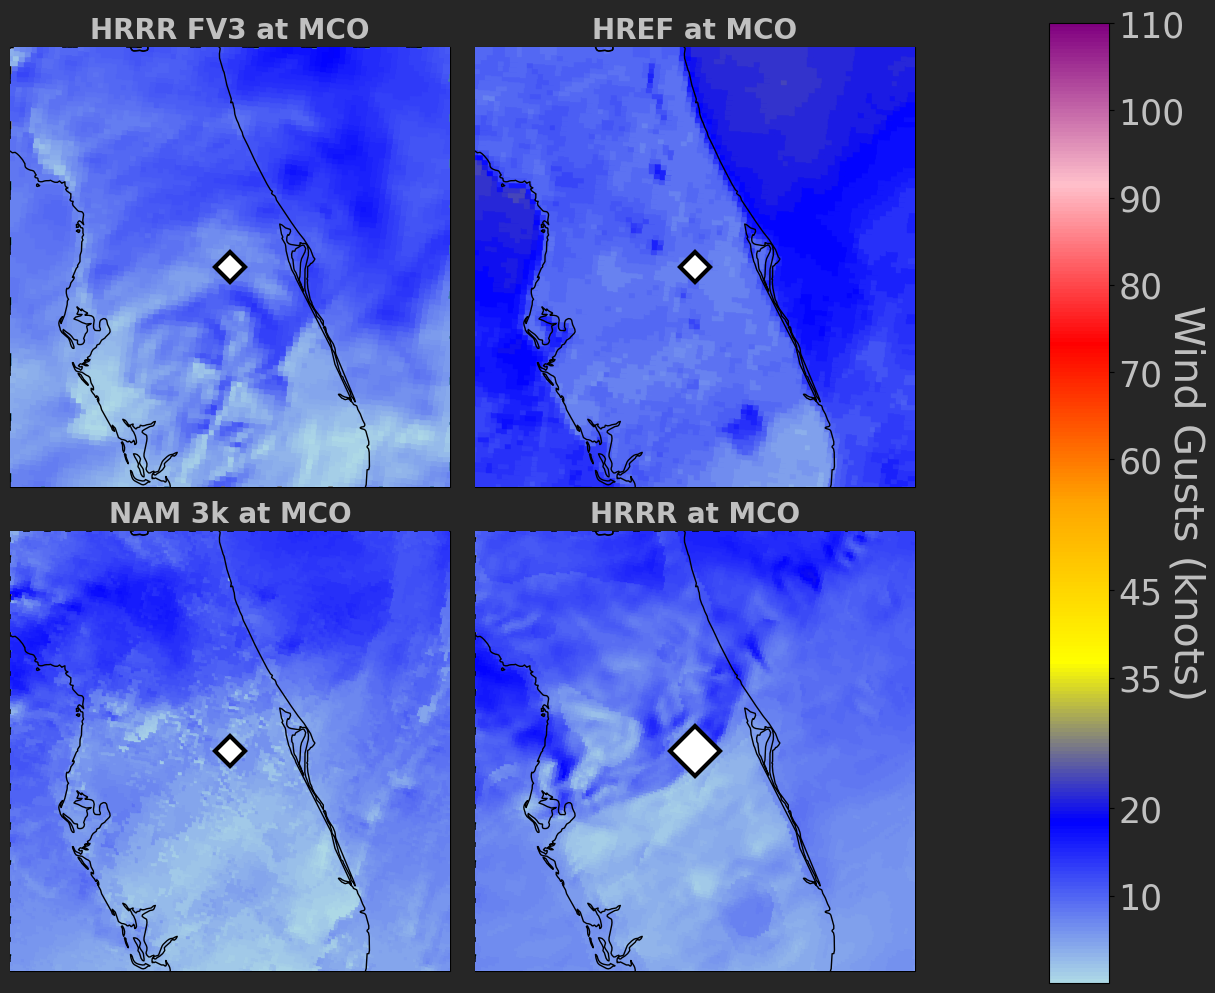 HRRR FV3 at MCO
HREF at MCO
NAM 3k at MCO
HRRR at MCO
110
100
90
80
70
60
45
35
20
10
Wind Gusts (knots)